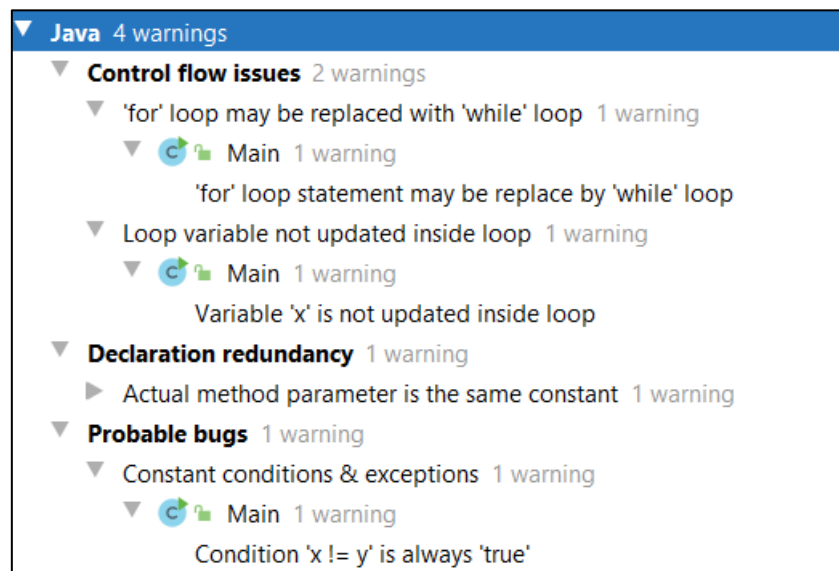 Java 4 warnings
Control flow issues 2 warnings
'for' loop may be replaced with 'while' loop 1 warning
C Main 1 warning
'for' loop statement may be replace by 'while' loop
Loop variable not updated inside loop 1 warning
C Main 1 warning
Variable 'x' is not updated inside loop
Declaration redundancy 1 warning
Actual method parameter is the same constant 1 warning
Probable bugs 1 warning
Constant conditions & exceptions 1 warning
C Main 1 warning
Condition 'x != y' is always 'true'